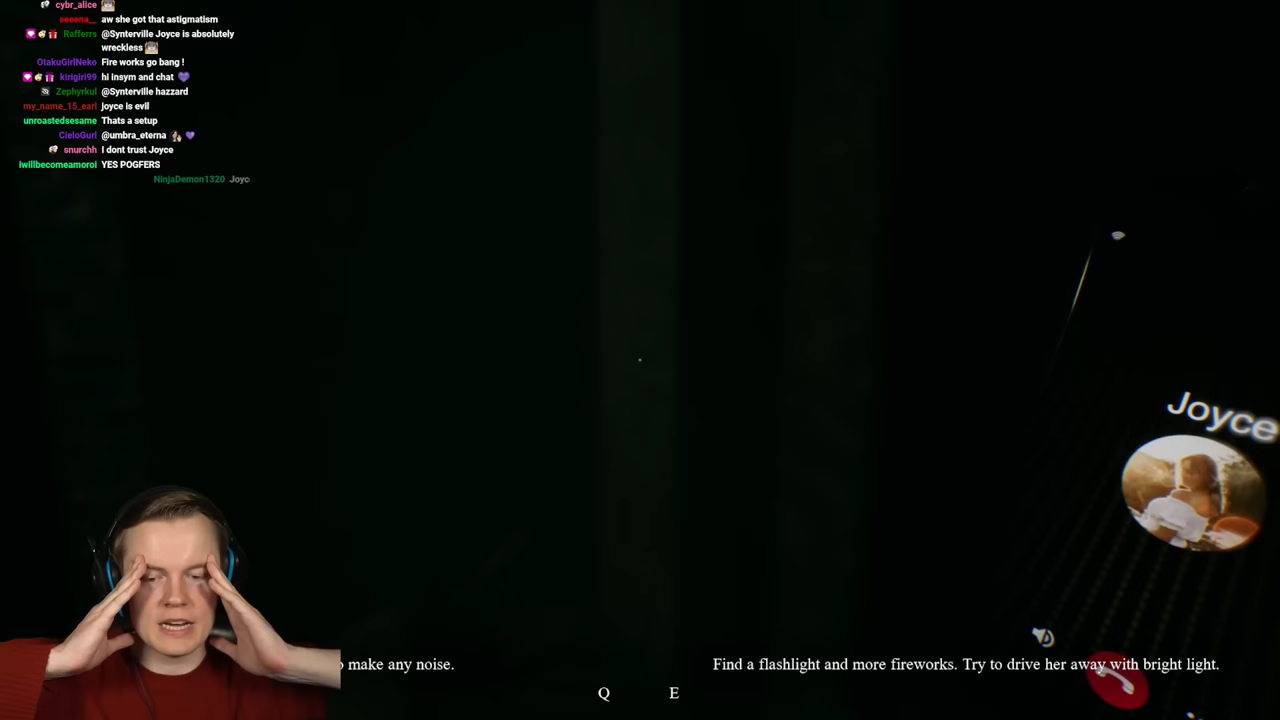 cybr_alice
seeena_ aw she got that astigmatism
Rafferrs @Synterville Joyce is absolutely
wreckless
OtakuGirlNeko Fire works go bang !
kirigiri99 hi insym and chat
Zephyrkul @Synterville hazzard
my_name_15_earl joyce is evil
unroastedsesame Thats a setup
CieloGurl @umbra_eterna
snurchh I dont trust Joyce
iwillbecomeamorol YES POGFERS
NinjaDemon1320 Joyc
Joyce
make any noise.
Find a flashlight and more fireworks. Try to drive her away with bright light.
Q E